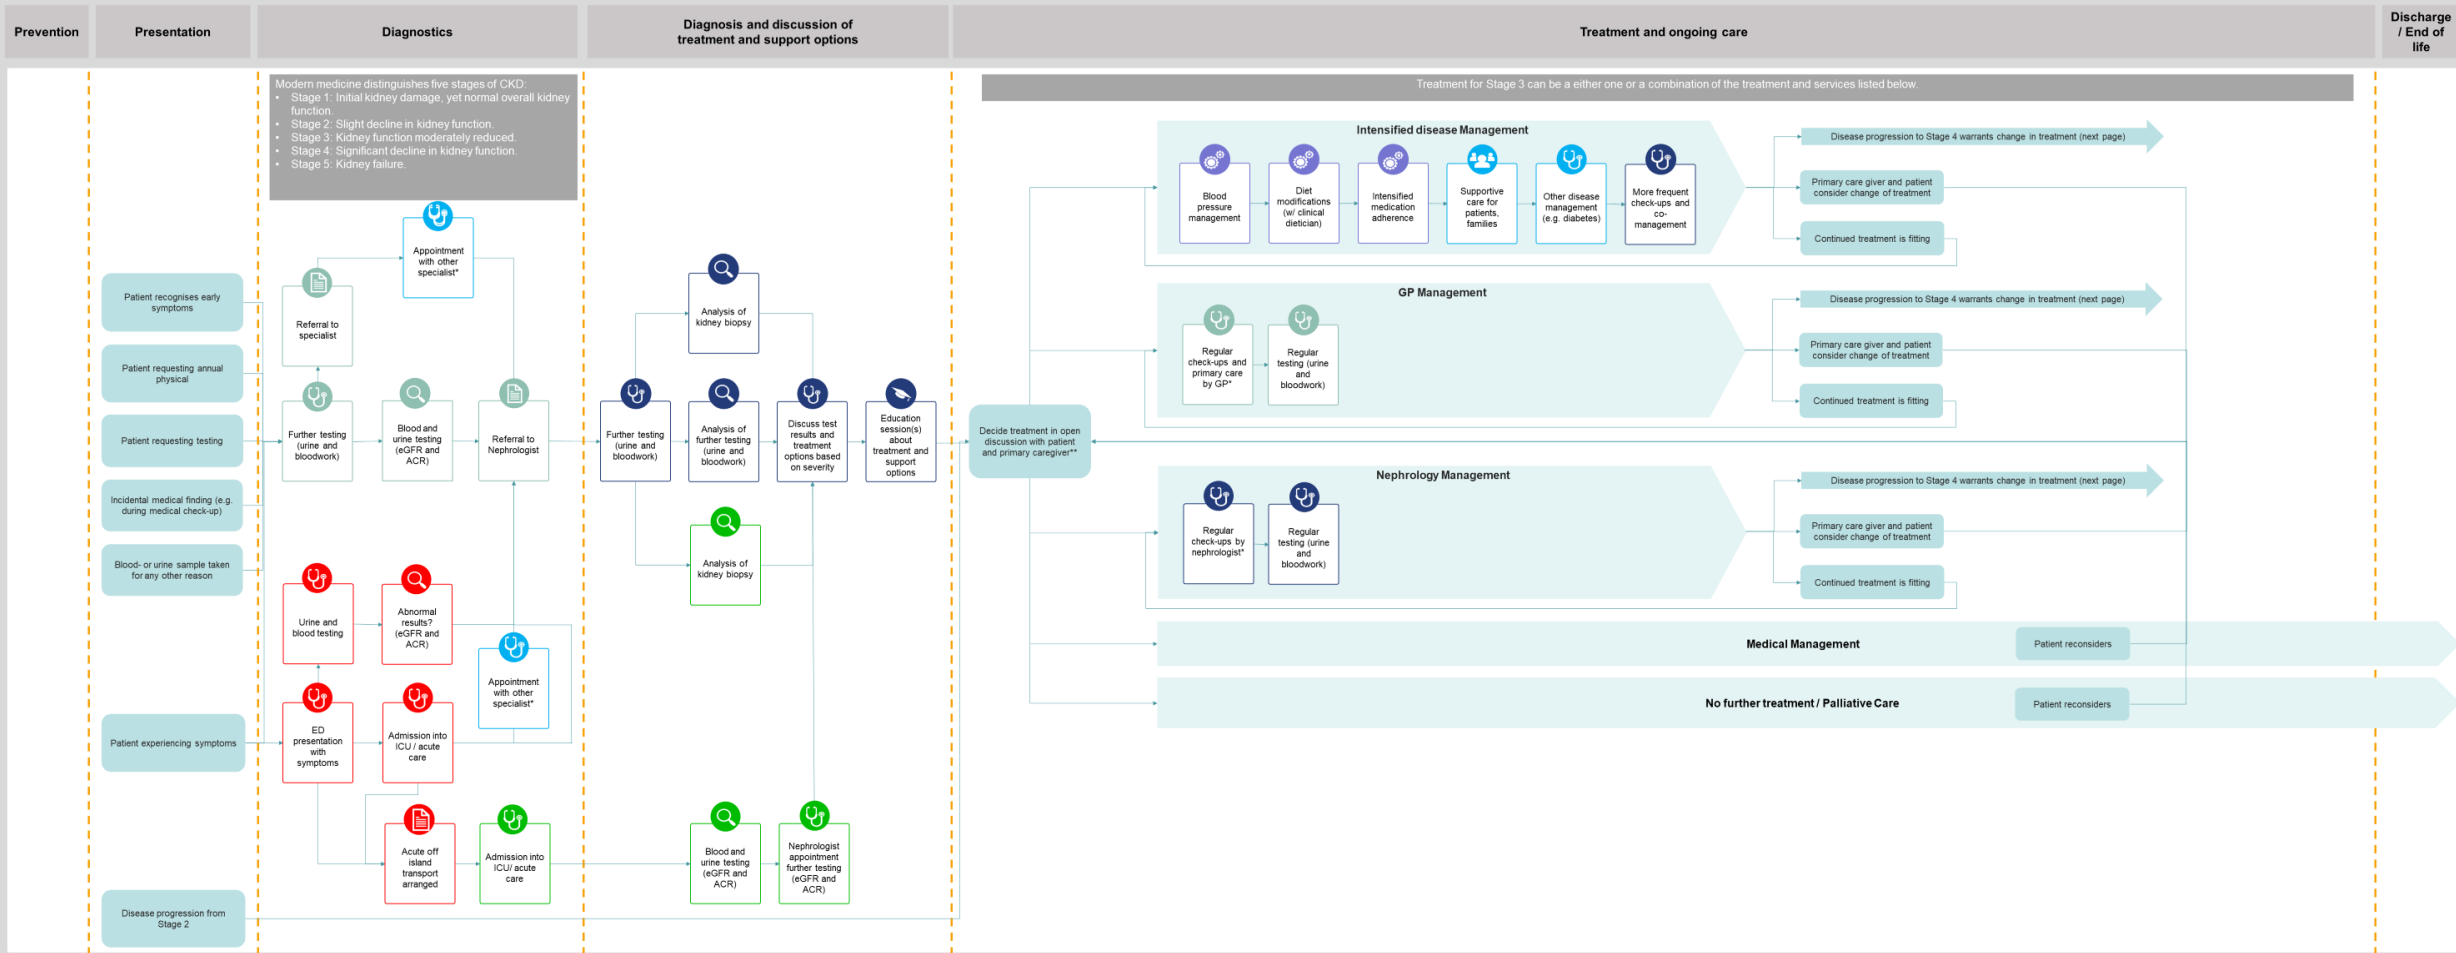 Prevention
Presentation
Diagnostics
Diagnosis and discussion of
treatment and support options
Treatment and ongoing care
Discharge
/ End of
life
Modern medicine distinguishes five stages of CKD:
• Stage 1: Initial kidney damage, yet normal overall kidney
function.
• Stage 2: Slight decline in kidney function.
• Stage 3: Kidney function moderately reduced.
• Stage 4: Significant decline in kidney function.
• Stage 5: Kidney failure.
Treatment for Stage 3 can be a either one or a combination of the treatment and services listed below.
Patient recognises early
symptoms
Patient requesting annual
physical
Patient requesting testing
Incidental medical finding (e.g.
during medical check-up)
Blood- or urine sample taken
for any other reason
Patient experiencing symptoms
Disease progression from
Stage 2
Appointment
with other
specialist*
Referral to
specialist
Further testing
(urine and
bloodwork)
Blood and
urine testing
(eGFR and
ACR)
Referral to
Nephrologist
Urine and
blood testing
Abnormal
results?
(eGFR and
ACR)
Appointment
with other
specialist*
ED
presentation
with
symptoms
Admission into
ICU / acute
care
Acute off
island
transport
arranged
Admission into
ICU/ acute
care
Analysis of
kidney biopsy
Further testing
(urine and
bloodwork)
Analysis of
further testing
(urine and
bloodwork)
Discuss test
results and
treatment
options based
on severity
Education
session(s)
about
treatment and
support
options
Analysis of
kidney biopsy
Blood and
urine testing
(eGFR and
ACR)
Nephrologist
appointment
further testing
(eGFR and
ACR)
Decide treatment in open
discussion with patient
and primary caregiver**
Intensified disease Management
Blood
pressure
management
Diet
modifications
(w/ clinical
dietician)
Intensified
medication
adherence
Supportive
care for
patients,
families
Other disease
management
(e.g. diabetes)
More frequent
check-ups and
co-
management
Disease progression to Stage 4 warrants change in treatment (next page)
Primary care giver and patient
consider change of treatment
Continued treatment is fitting
GP Management
Regular
check-ups and
primary care
by GP*
Regular
testing (urine
and
bloodwork)
Disease progression to Stage 4 warrants change in treatment (next page)
Primary care giver and patient
consider change of treatment
Continued treatment is fitting
Nephrology Management
Regular
check-ups by
nephrologist*
Regular
testing (urine
and
bloodwork)
Disease progression to Stage 4 warrants change in treatment (next page)
Primary care giver and patient
consider change of treatment
Continued treatment is fitting
Medical Management
Patient reconsiders
No further treatment / Palliative Care
Patient reconsiders